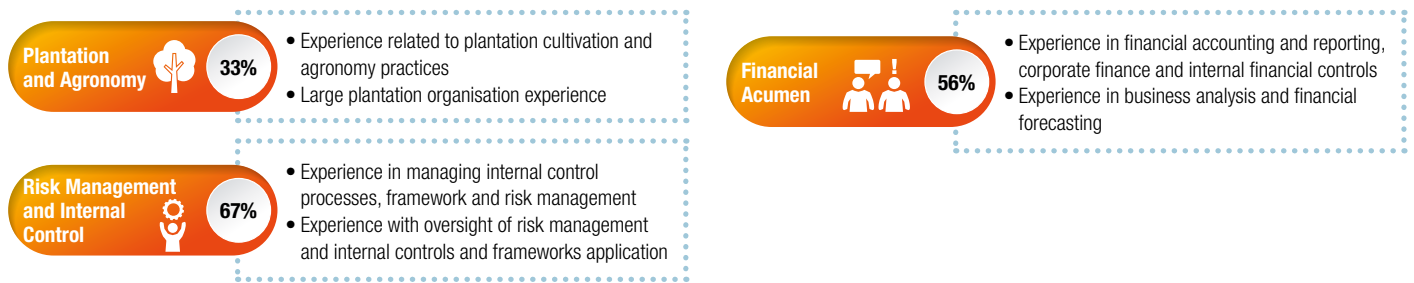 Plantation
and Agronomy
33%
• Experience related to plantation cultivation and
agronomy practices
• Large plantation organisation experience
Risk Management
and Internal
Control
67%
• Experience in managing internal control
processes, framework and risk management
• Experience with oversight of risk management
and internal controls and frameworks application
Financial
Acumen
56%
• Experience in financial accounting and reporting,
corporate finance and internal financial controls
• Experience in business analysis and financial
forecasting